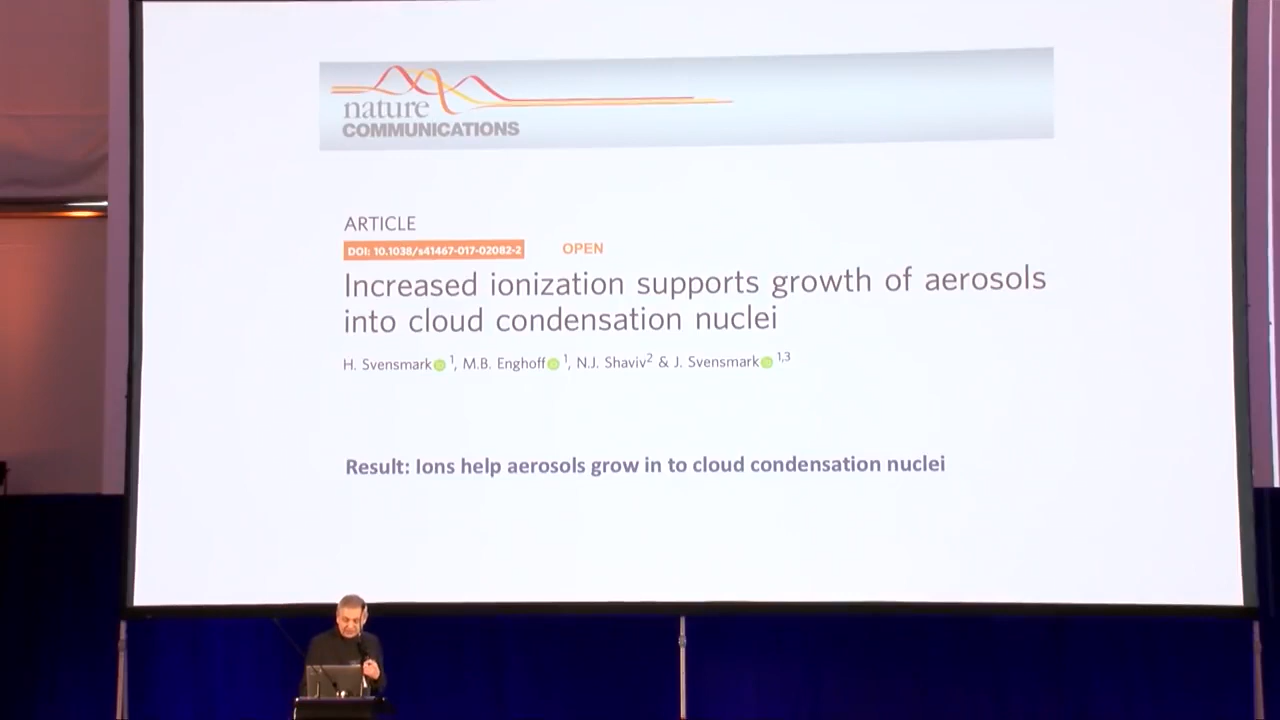 nature
COMMUNICATIONS
ARTICLE
DOI: 10.1038/s41467-017-02082-2 OPEN
Increased ionization supports growth of aerosols
into cloud condensation nuclei
H. Svensmark 1, M.B. Enghoff 1, N.J. Shaviv2 & J. Svensmark 1,3
Result: Ions help aerosols grow in to cloud condensation nuclei